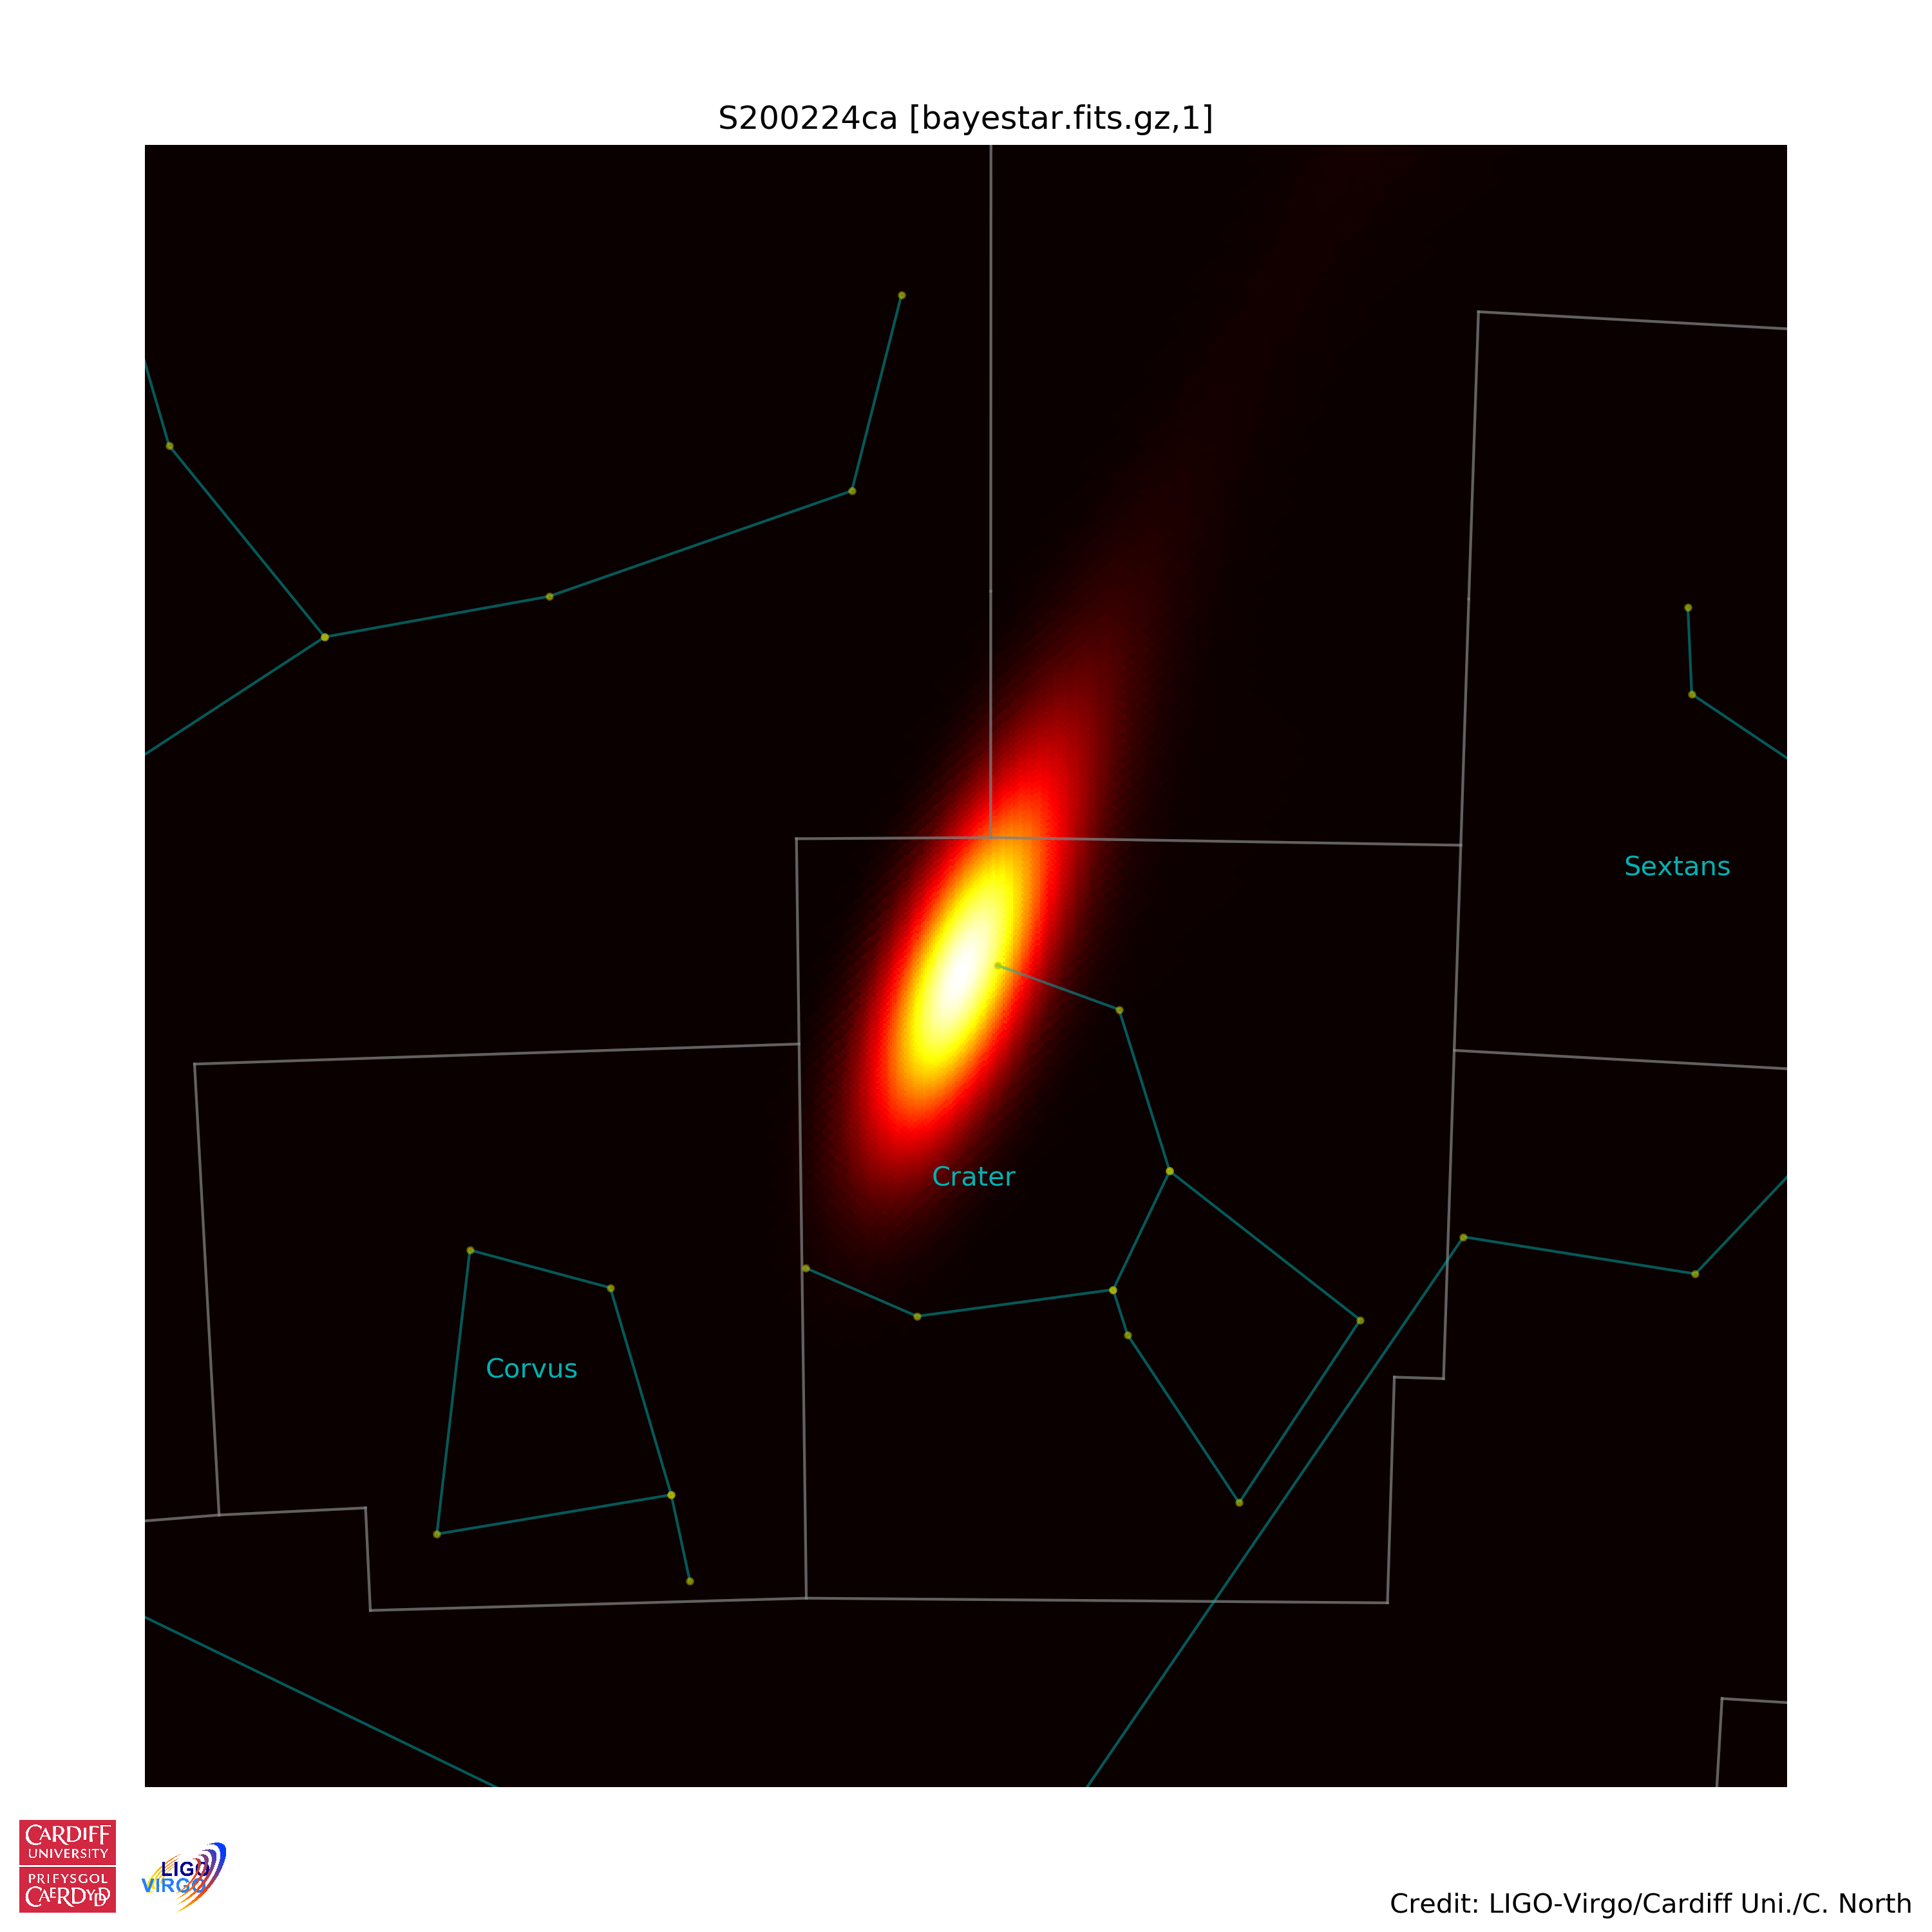 S200224ca [bayestar.fits.gz,1]
Sextans
Crater
Corvus
CARDIFF
UNIVERSITY
PRIFYSGOL
CAERDYDD
LIGO
VIRGO
Credit: LIGO-Virgo/Cardiff Uni./C. North